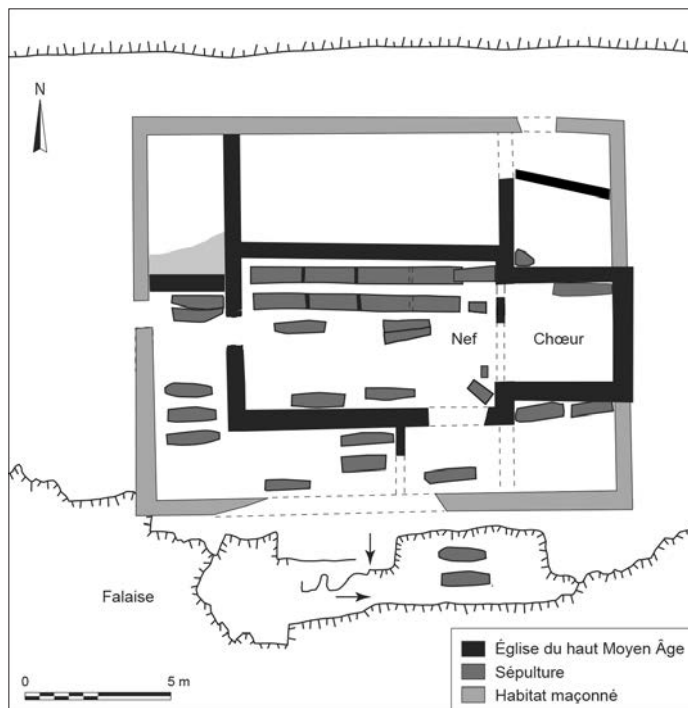 N
Nef
Chœur
Falaise
0
5 m
Église du haut Moyen Âge
Sépulture
Habitat maçonné